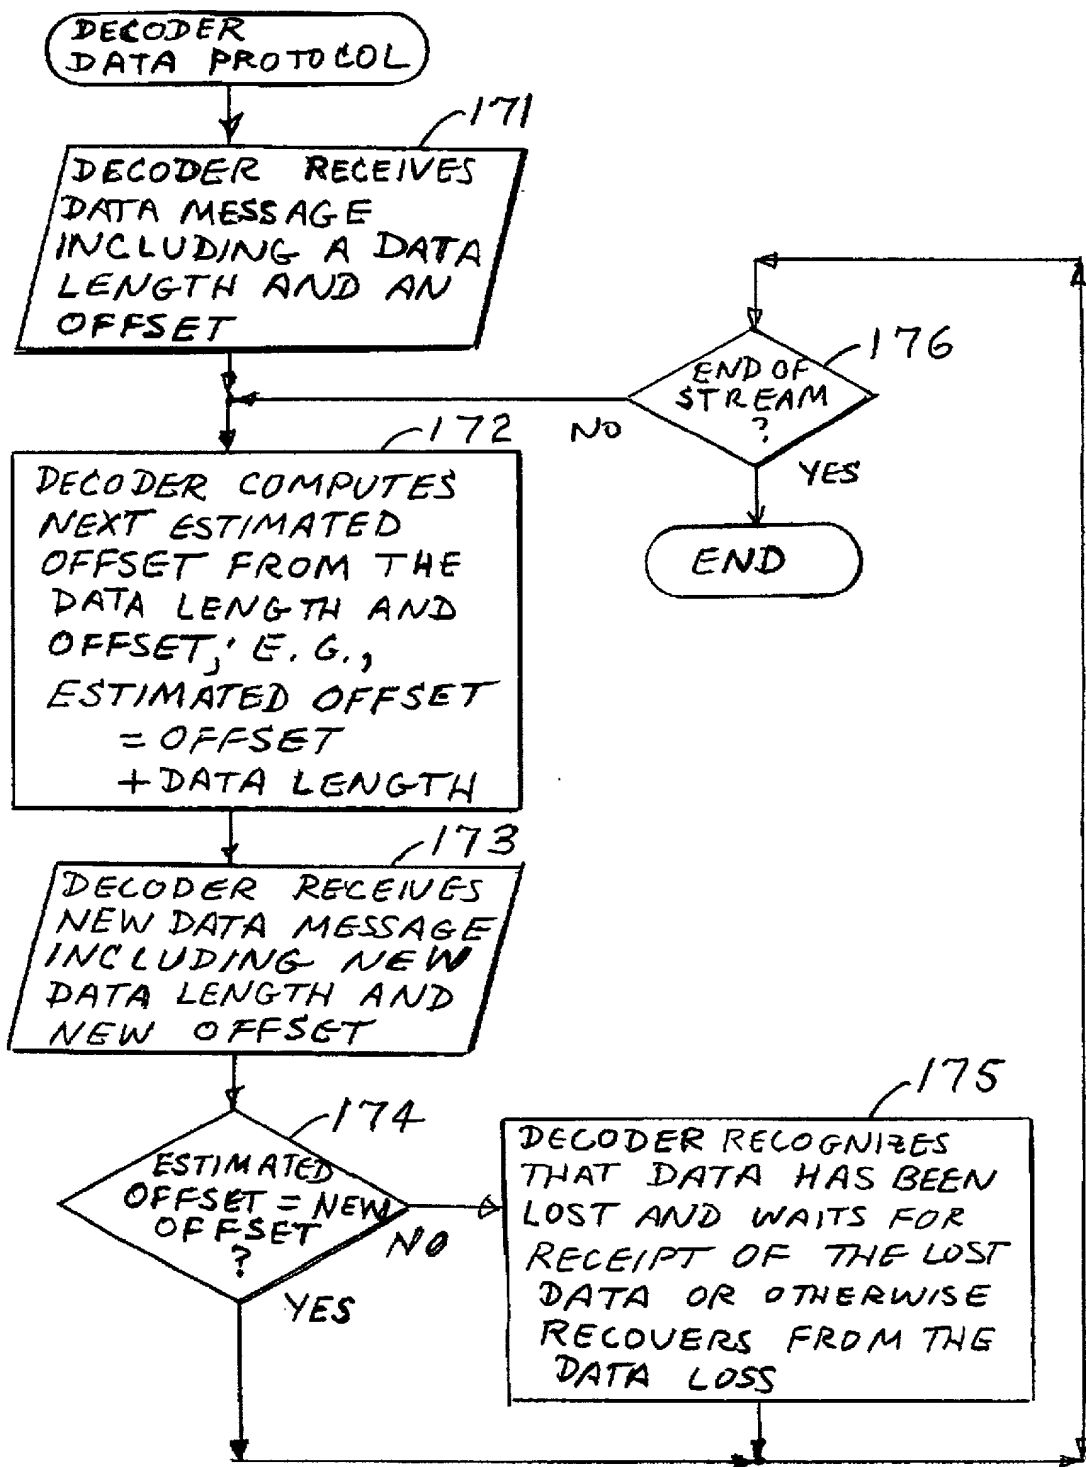 DECODER
DATA PROTOCOL
171
DECODER RECEIVES
DATA MESSAGE
INCLUDING A DATA
LENGTH AND AN
OFFSET
176
END OF
STREAM
?
NO
YES
END
172
DECODER COMPUTES
NEXT ESTIMATED
OFFSET FROM THE
DATA LENGTH AND
OFFSET; E.G.,
ESTIMATED OFFSET
= OFFSET
+ DATA LENGTH
173
DECODER RECEIVES
NEW DATA MESSAGE
INCLUDING NEW
DATA LENGTH AND
NEW OFFSET
174
ESTIMATED
OFFSET = NEW
OFFSET
?
NO
YES
175
DECODER RECOGNIZES
THAT DATA HAS BEEN
LOST AND WAITS FOR
RECEIPT OF THE LOST
DATA OR OTHERWISE
RECOVERS FROM THE
DATA LOSS